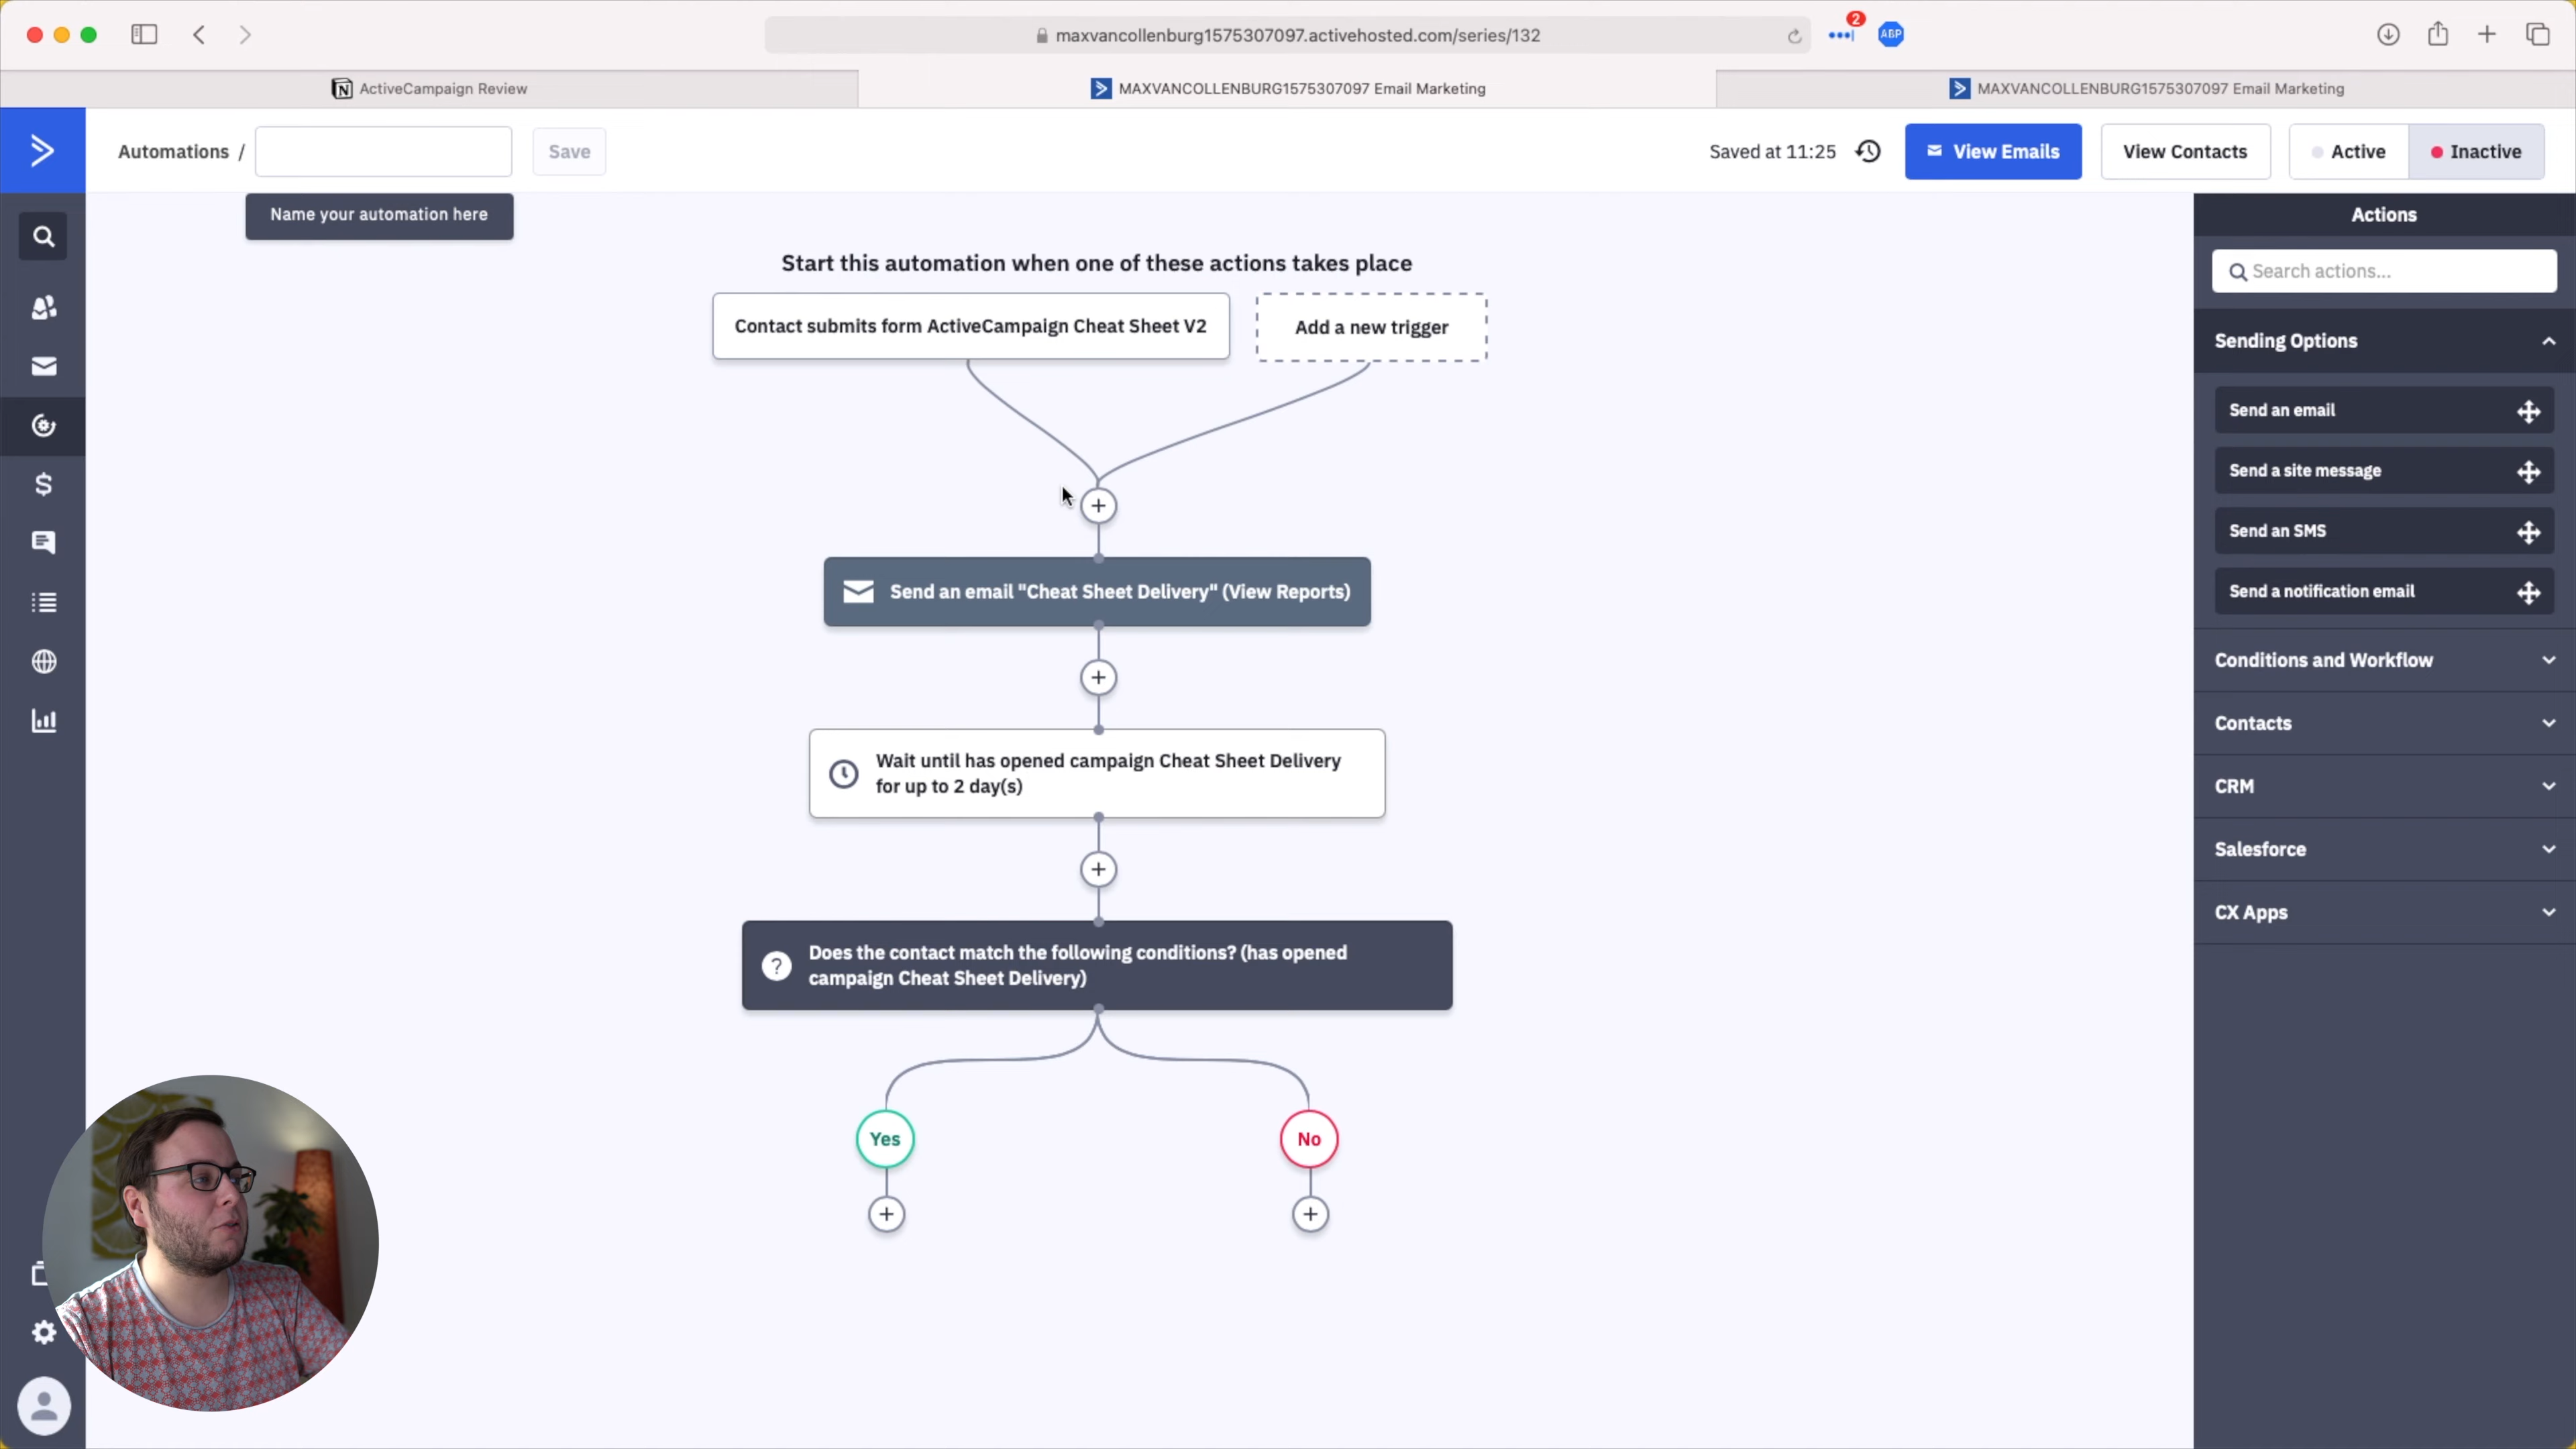 maxvancollenburg1575307097.activehosted.com/series/132
2
ABP
ActiveCampaign Review
MAXVANCOLLENBURG1575307097 Email Marketing
MAXVANCOLLENBURG1575307097 Email Marketing
Automations /
Save
Saved at 11:25
View Emails
View Contacts
Active
Inactive
Name your automation here
Actions
Search actions...
Start this automation when one of these actions takes place
Contact submits form ActiveCampaign Cheat Sheet V2
Add a new trigger
Sending Options
Send an email
Send a site message
Send an SMS
Send a notification email
Send an email "Cheat Sheet Delivery" (View Reports)
Conditions and Workflow
Contacts
CRM
Salesforce
CX Apps
Wait until has opened campaign Cheat Sheet Delivery
for up to 2 day(s)
Does the contact match the following conditions? (has opened
campaign Cheat Sheet Delivery)
Yes
No